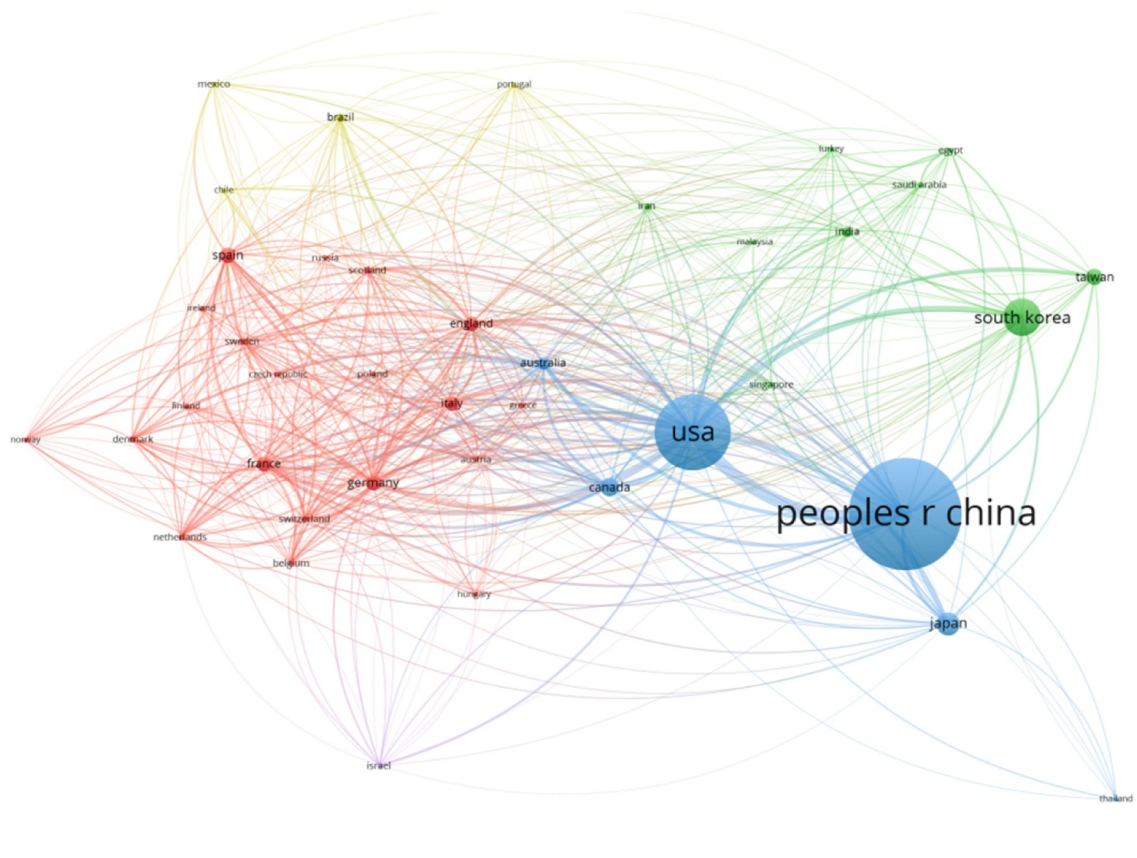 mexico
portugal
brazil
turkey
egypt
saudi arabia
chile
iran
india
malaysia
spain
russia
scotland
taiwan
ireland
south korea
england
sweden
australia
czech republic
poland
singapore
italy
greece
finland
usa
norway
denmark
austria
france
germany
canada
peoples r china
switzerland
netherlands
belgium
hungary
japan
israel
thailand